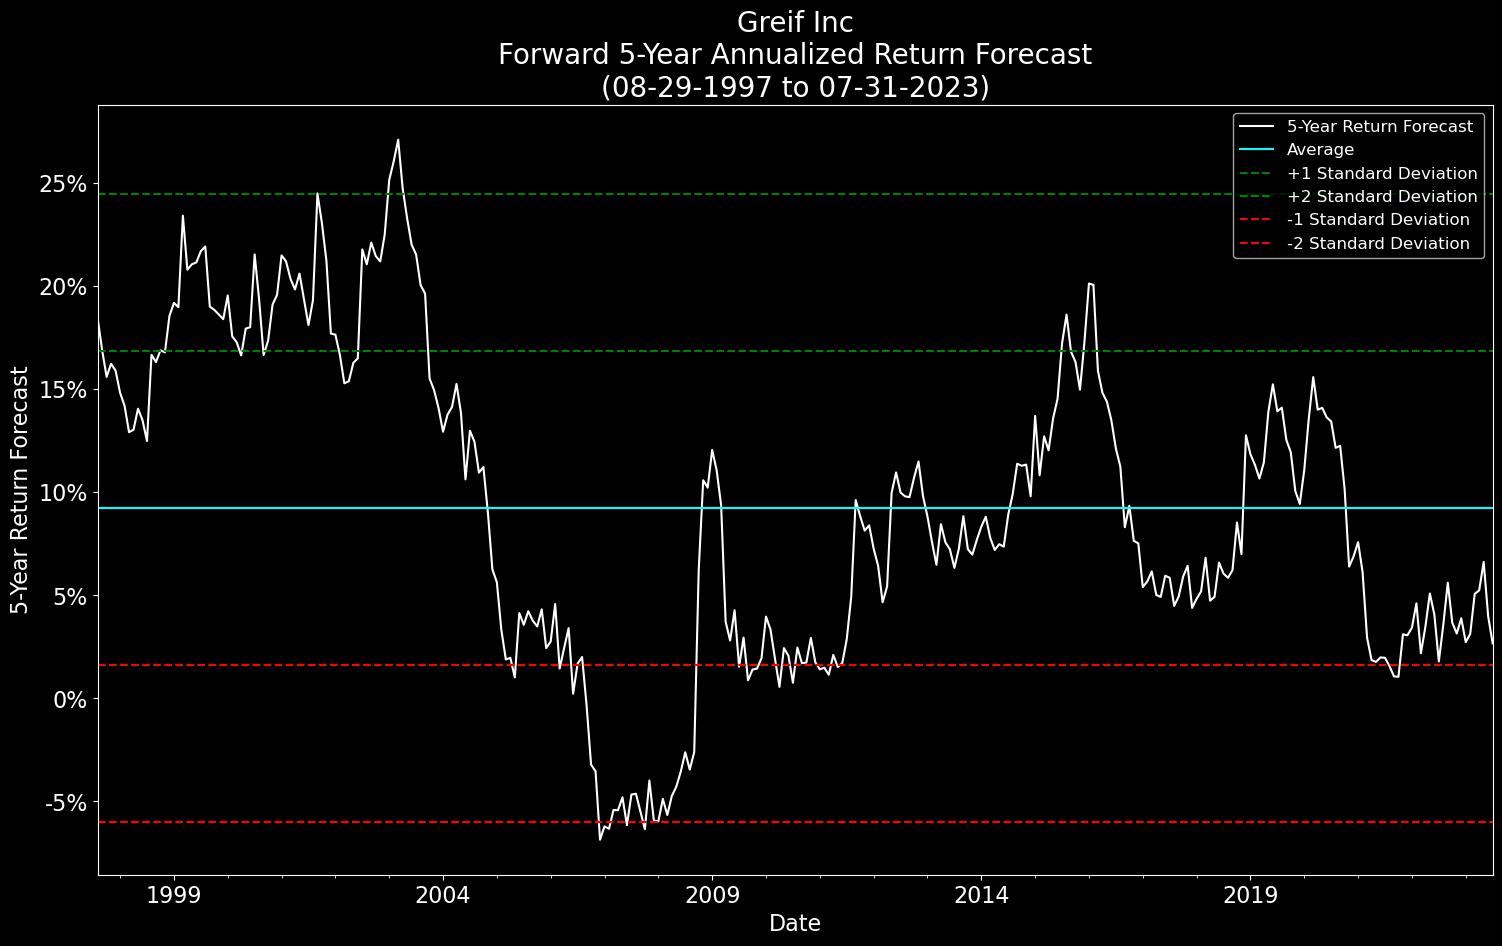 Greif Inc
Forward 5-Year Annualized Return Forecast
(08-29-1997 to 07-31-2023)
5-Year Return Forecast
Average
+1 Standard Deviation
+2 Standard Deviation
-1 Standard Deviation
-2 Standard Deviation
25%
20%
15%
10%
5%
0%
-5%
5-Year Return Forecast
1999
2004
2009
2014
2019
Date